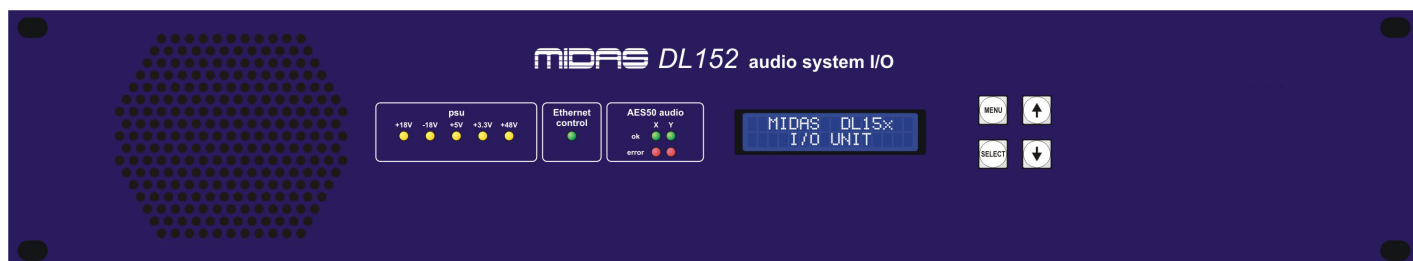 MIDAS DL152 audio system I/O
psu
+18V -18V +5V +3.3V +48V
Ethernet
control
AES50 audio
X Y
ok
error
MIDAS DL15x
I/O UNIT
MENU
SELECT